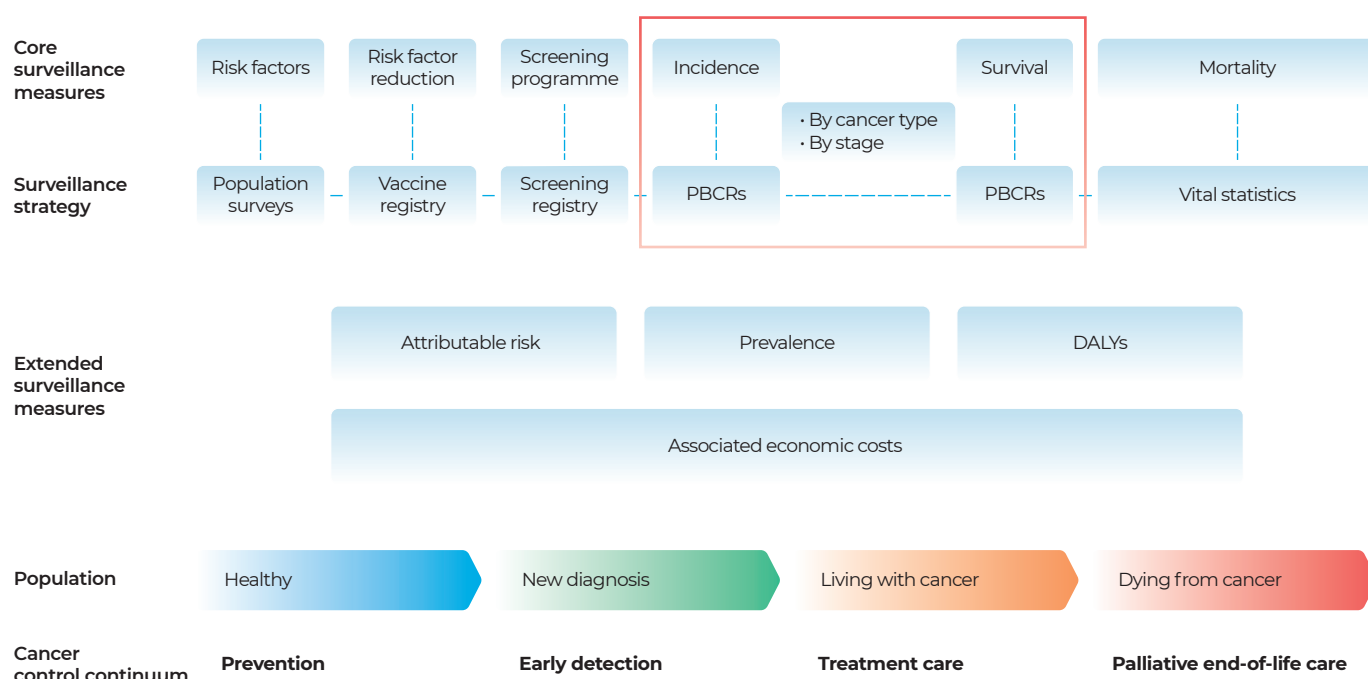 Core
surveillance
measures
Risk factors
Risk factor
reduction
Screening
programme
Incidence
Survival
Mortality
• By cancer type
• By stage
Surveillance
strategy
Population
surveys
Vaccine
registry
Screening
registry
PBCRs
PBCRs
Vital statistics
Extended
surveillance
measures
Attributable risk
Prevalence
DALYs
Associated economic costs
Population
Healthy
New diagnosis
Living with cancer
Dying from cancer
Cancer
control continuum
Prevention
Early detection
Treatment care
Palliative end-of-life care